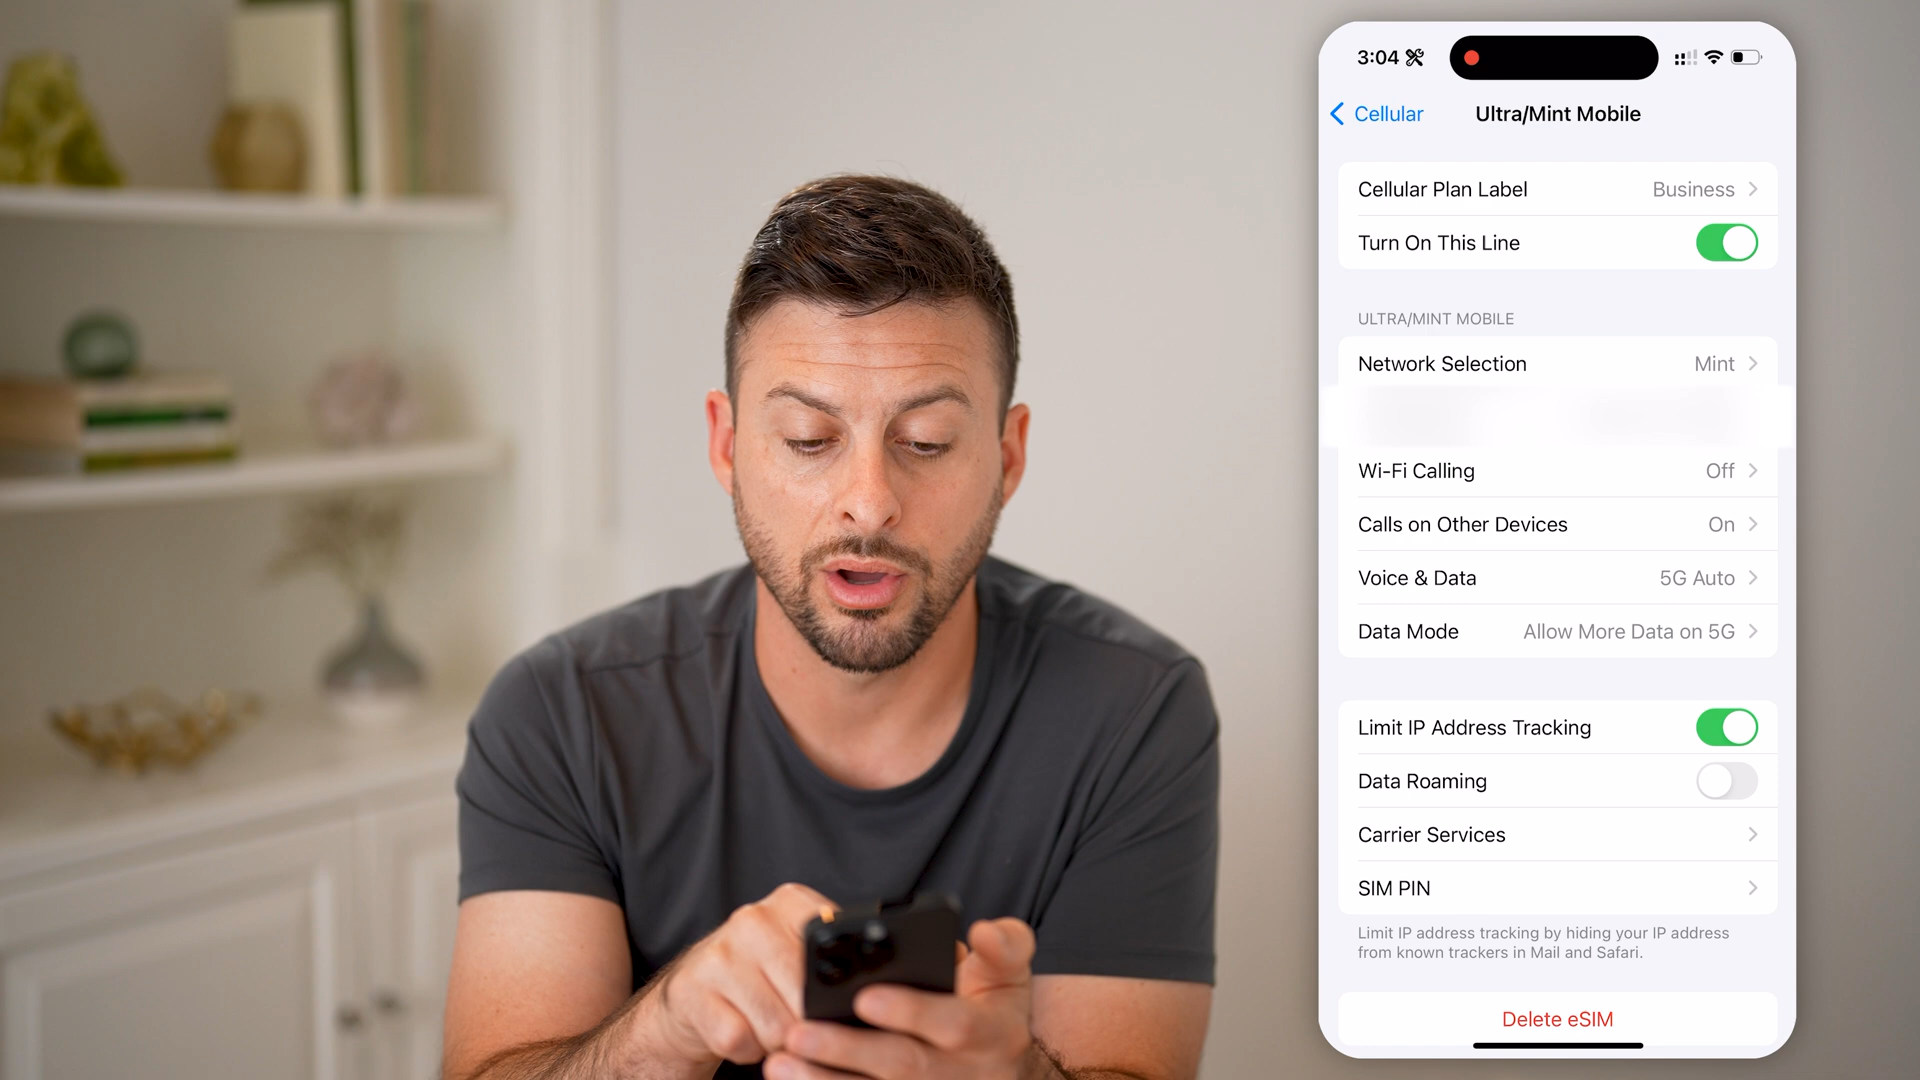 3:04
Cellular
Ultra/Mint Mobile
Cellular Plan Label Business
Turn On This Line
ULTRA/MINT MOBILE
Network Selection Mint
Wi-Fi Calling Off
Calls on Other Devices On
Voice & Data 5G Auto
Data Mode Allow More Data on 5G
Limit IP Address Tracking
Data Roaming
Carrier Services
SIM PIN
Limit IP address tracking by hiding your IP address
from known trackers in Mail and Safari.
Delete eSIM